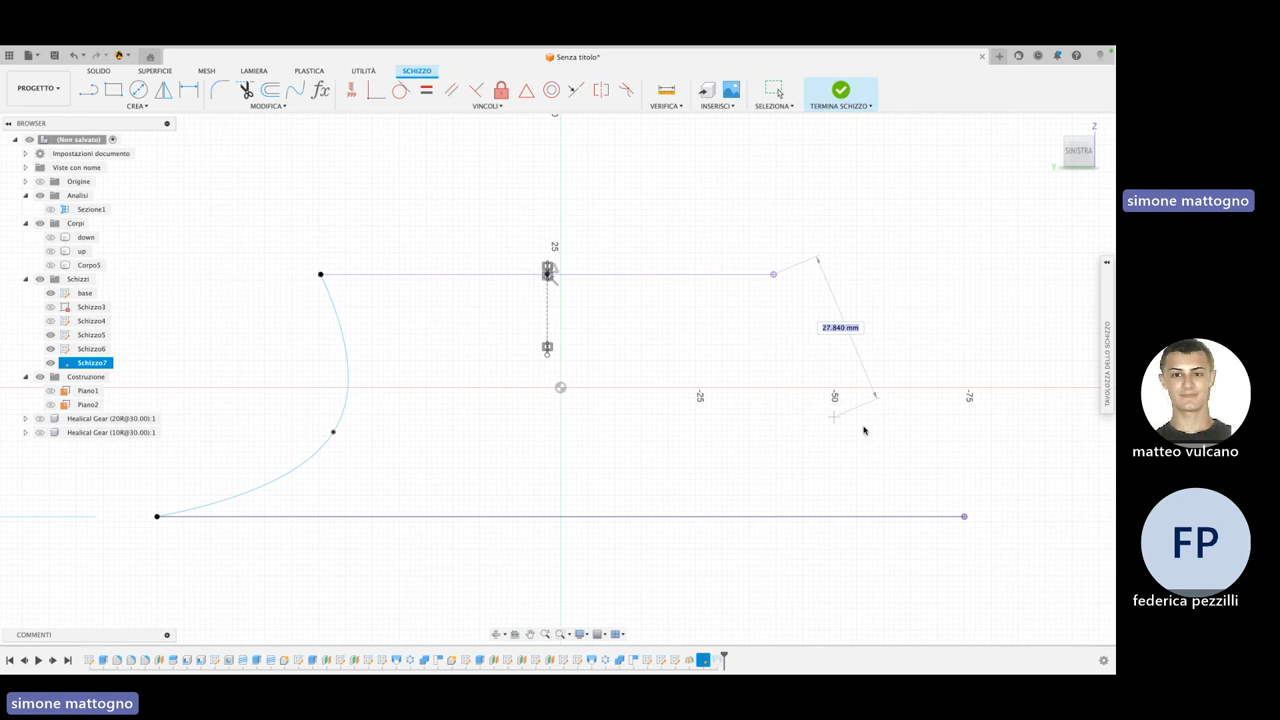 Senza titolo*
PROGETTO
SOLIDO
SUPERFICIE
MESH
LAMIERA
PLASTICA
UTILITÀ
SCHIZZO
CREA
MODIFICA
VINCOLI
VERIFICA
INSERISCI
SELEZIONA
TERMINA SCHIZZO
BROWSER
(Non salvato)
Impostazioni documento
Viste con nome
Origine
Analisi
Sezione1
Corpi
down
up
Corpo5
Schizzi
base
Schizzo3
Schizzo4
Schizzo5
Schizzo6
Schizzo7
Costruzione
Piano1
Piano2
Healical Gear (20R@30.00):1
Healical Gear (10R@30.00):1
25
27.840 mm
-25
-50
-75
Z
SINISTRA
Y
TAVOLOZZA DELLO SCHIZZO
COMMENTI
simone mattogno
matteo vulcano
FP
federica pezzilli
simone mattogno